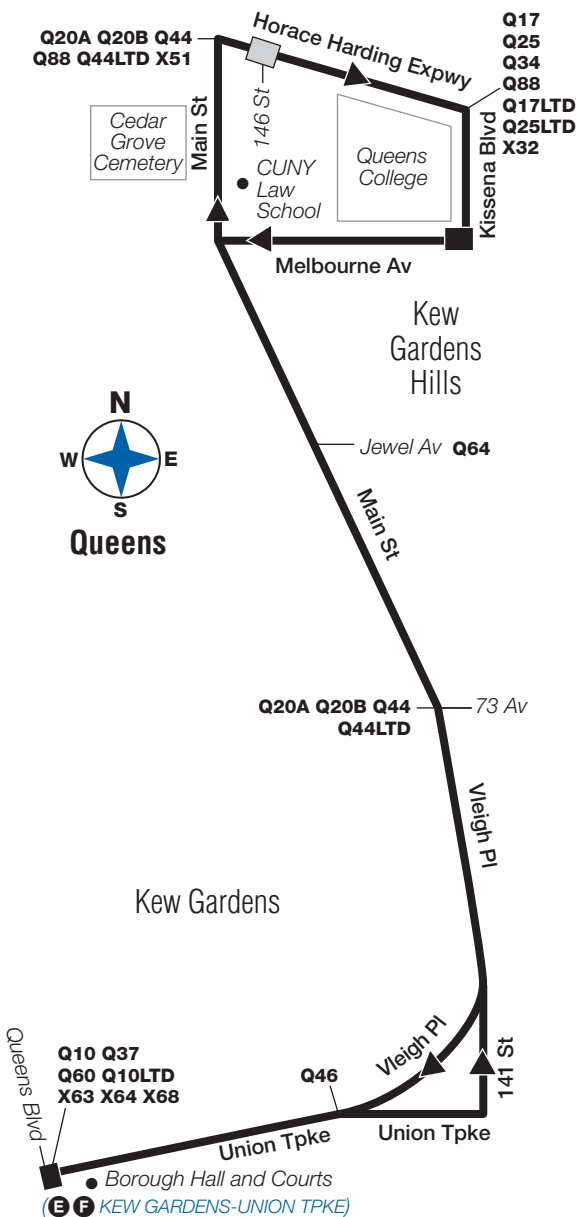 Q20A Q20B Q44
Q88 Q44LTD X51
Horace Harding Expwy
Q17
Q25
Q34
Q88
Q17LTD
Q25LTD
X32
146 St
Main St
Cedar
Grove
Cemetery
CUNY
Law
School
Queens
College
Kissena Blvd
Melbourne Av
Kew
Gardens
Hills
N
W
E
S
Queens
Jewel Av Q64
Main St
Q20A Q20B Q44
Q44LTD
73 Av
Vleigh Pl
Kew Gardens
Vleigh Pl
141 St
Queens Blvd
Q10 Q37
Q60 Q10LTD
X63 X64 X68
Q46
Union Tpke
Union Tpke
Borough Hall and Courts
(E F KEW GARDENS-UNION TPKE)